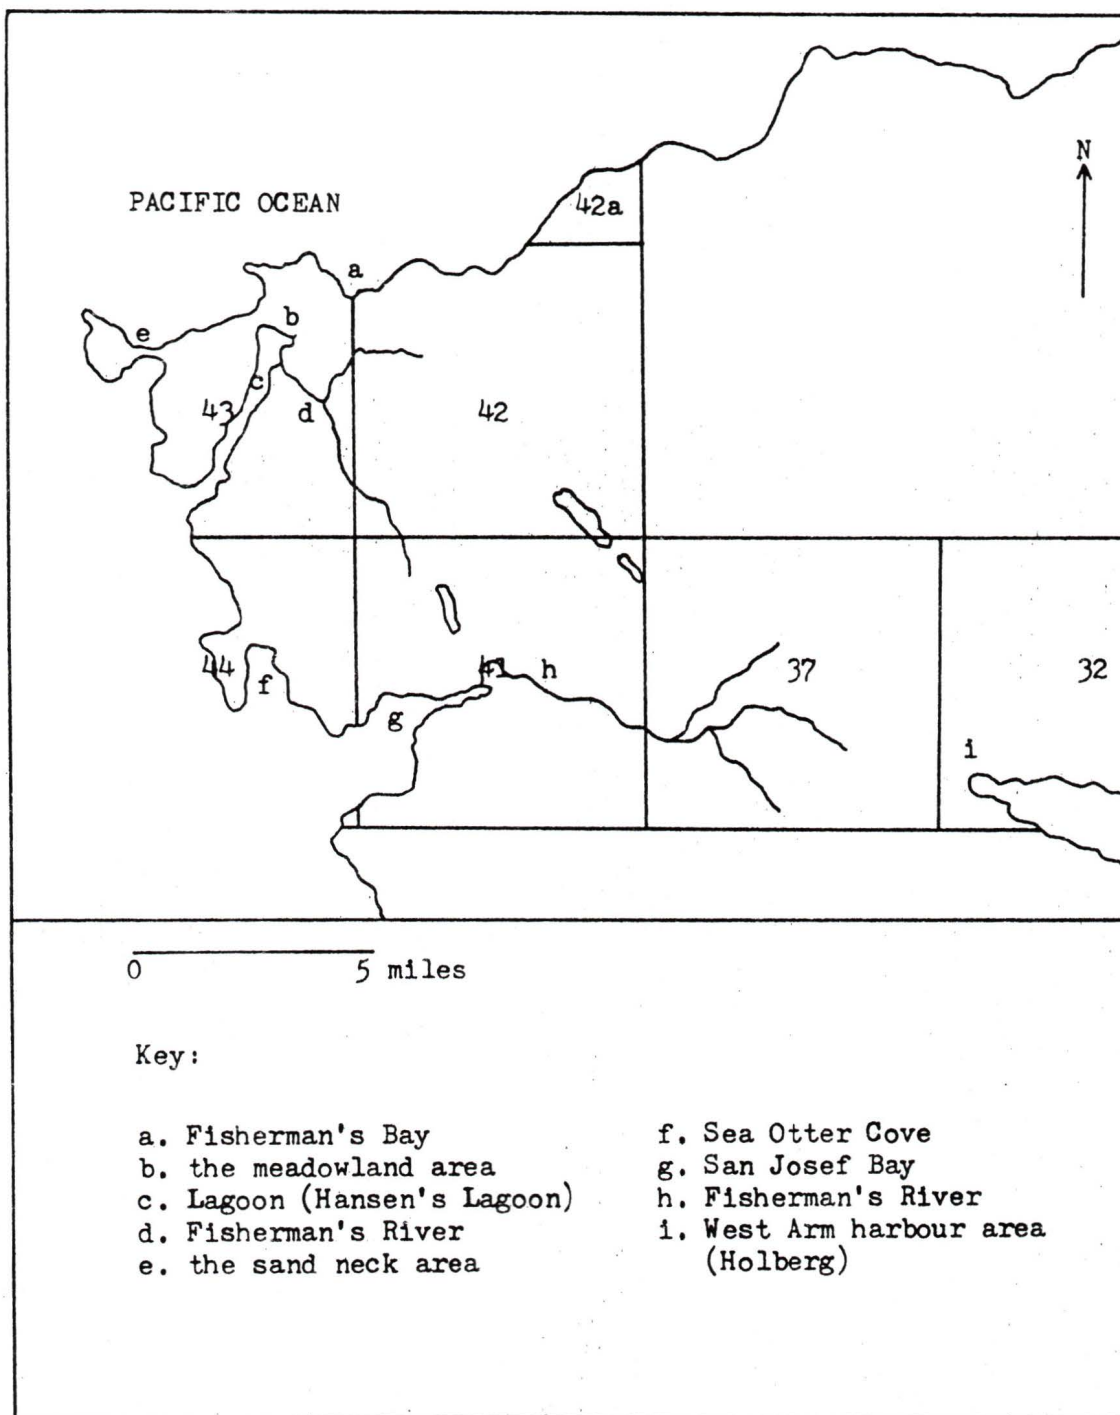 N
PACIFIC OCEAN
42a
a
b
e
c
43
d
42
44
f
41
h
37
32
g
i
0 5 miles
Key:
a. Fisherman's Bay
b. the meadowland area
c. Lagoon (Hansen's Lagoon)
d. Fisherman's River
e. the sand neck area
f. Sea Otter Cove
g. San Josef Bay
h. Fisherman's River
i. West Arm harbour area
(Holberg)